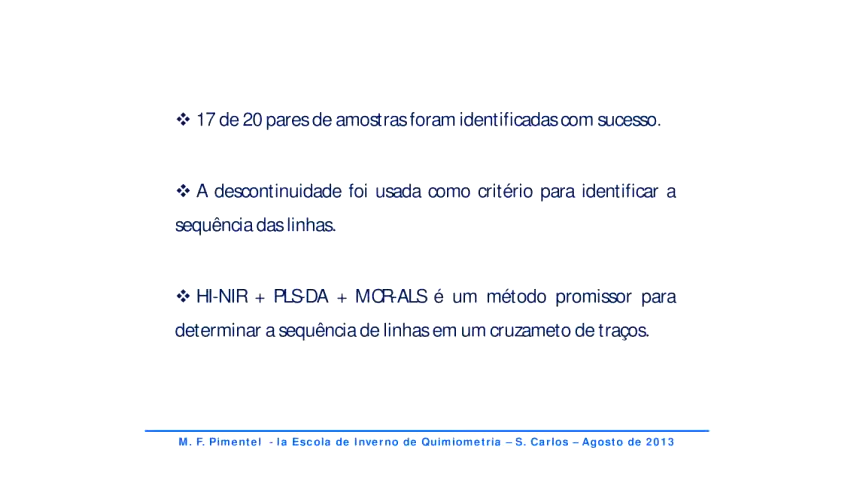 ❖ 17 de 20 pares de amostras foram identificadas com sucesso.
❖ A descontinuidade foi usada como critério para identificar a
sequência das linhas.
❖ HI-NIR + PLS-DA + MCR-ALS é um método promissor para
determinar a sequência de linhas em um cruzameto de traços.
M. F. Pimentel - Ia Escola de Inverno de Quimiometria – S. Carlos – Agosto de 2013